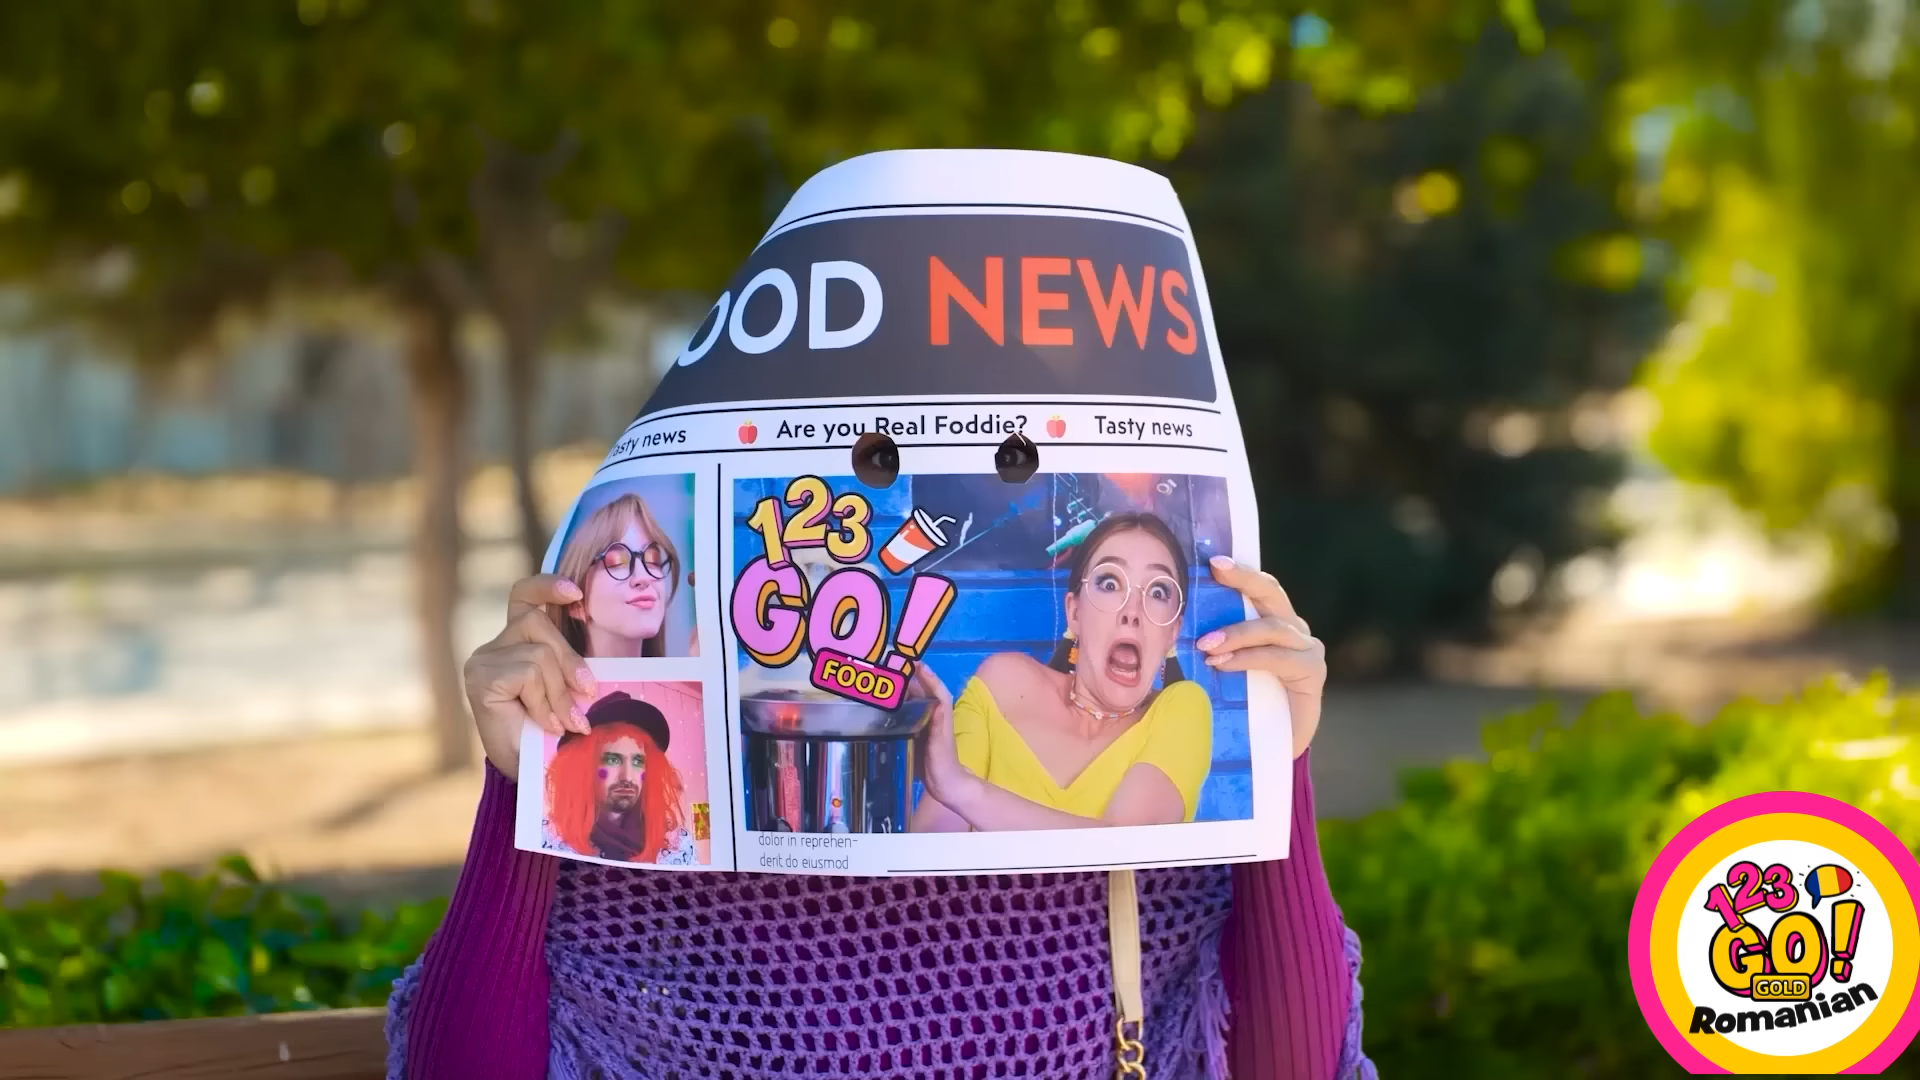 OOD NEWS
asty news Are you Real Foddie? Tasty news
123
GO!
FOOD
dolor in reprehen-
derit do eiusmod
123
GO!
GOLD
Romanian